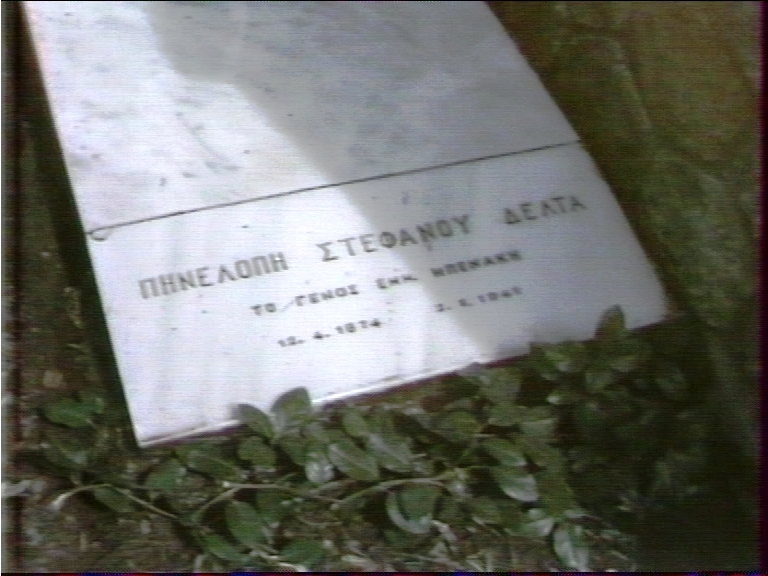 ΠΗΝΕΛΟΠΗ ΣΤΕΦΑΝΟΥ ΔΕΛΤΑ
ΤΟ ΓΕΝΟΣ ΕΜΜ. ΜΠΕΝΑΚΗ
12. 4. 1874 2. 5. 1941